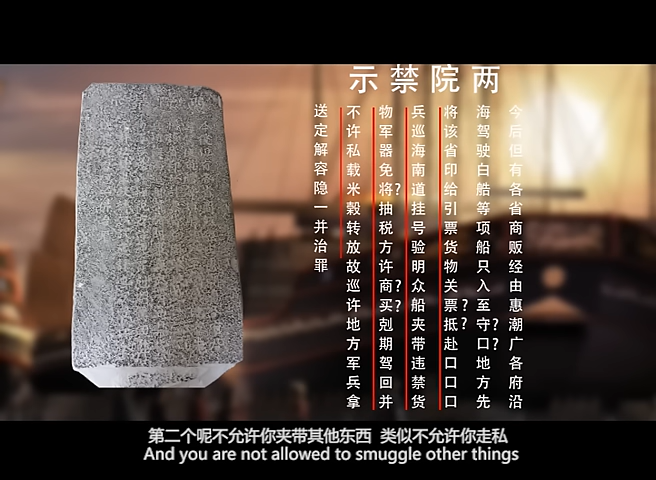 两院禁示
今后但有各省商贩经由惠潮广各府沿
海驾驶白艚等项船只入至守?口?地方先
将该省印给引票货物关票?抵?赴口口口
兵巡海南道挂号验明众船夹带违禁货
物军器免将?抽税方许商?买?剋期驾回并
不许私载米穀转放故巡许地方军兵拿
送定解容隐一并治罪
第二个呢不允许你夹带其他东西 类似不允许你走私
And you are not allowed to smuggle other things